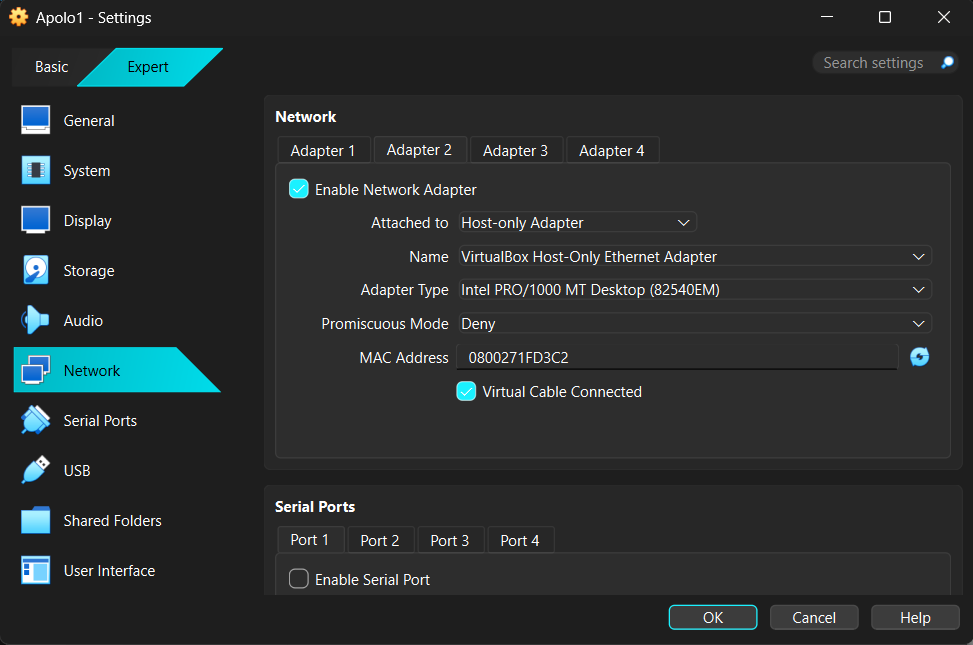 Apolo1 - Settings
Basic
Expert
Search settings
General
System
Display
Storage
Audio
Network
Serial Ports
USB
Shared Folders
User Interface
Network
Adapter 1
Adapter 2
Adapter 3
Adapter 4
Enable Network Adapter
Attached to Host-only Adapter
Name VirtualBox Host-Only Ethernet Adapter
Adapter Type Intel PRO/1000 MT Desktop (82540EM)
Promiscuous Mode Deny
MAC Address 0800271FD3C2
Virtual Cable Connected
Serial Ports
Port 1
Port 2
Port 3
Port 4
Enable Serial Port
OK
Cancel
Help